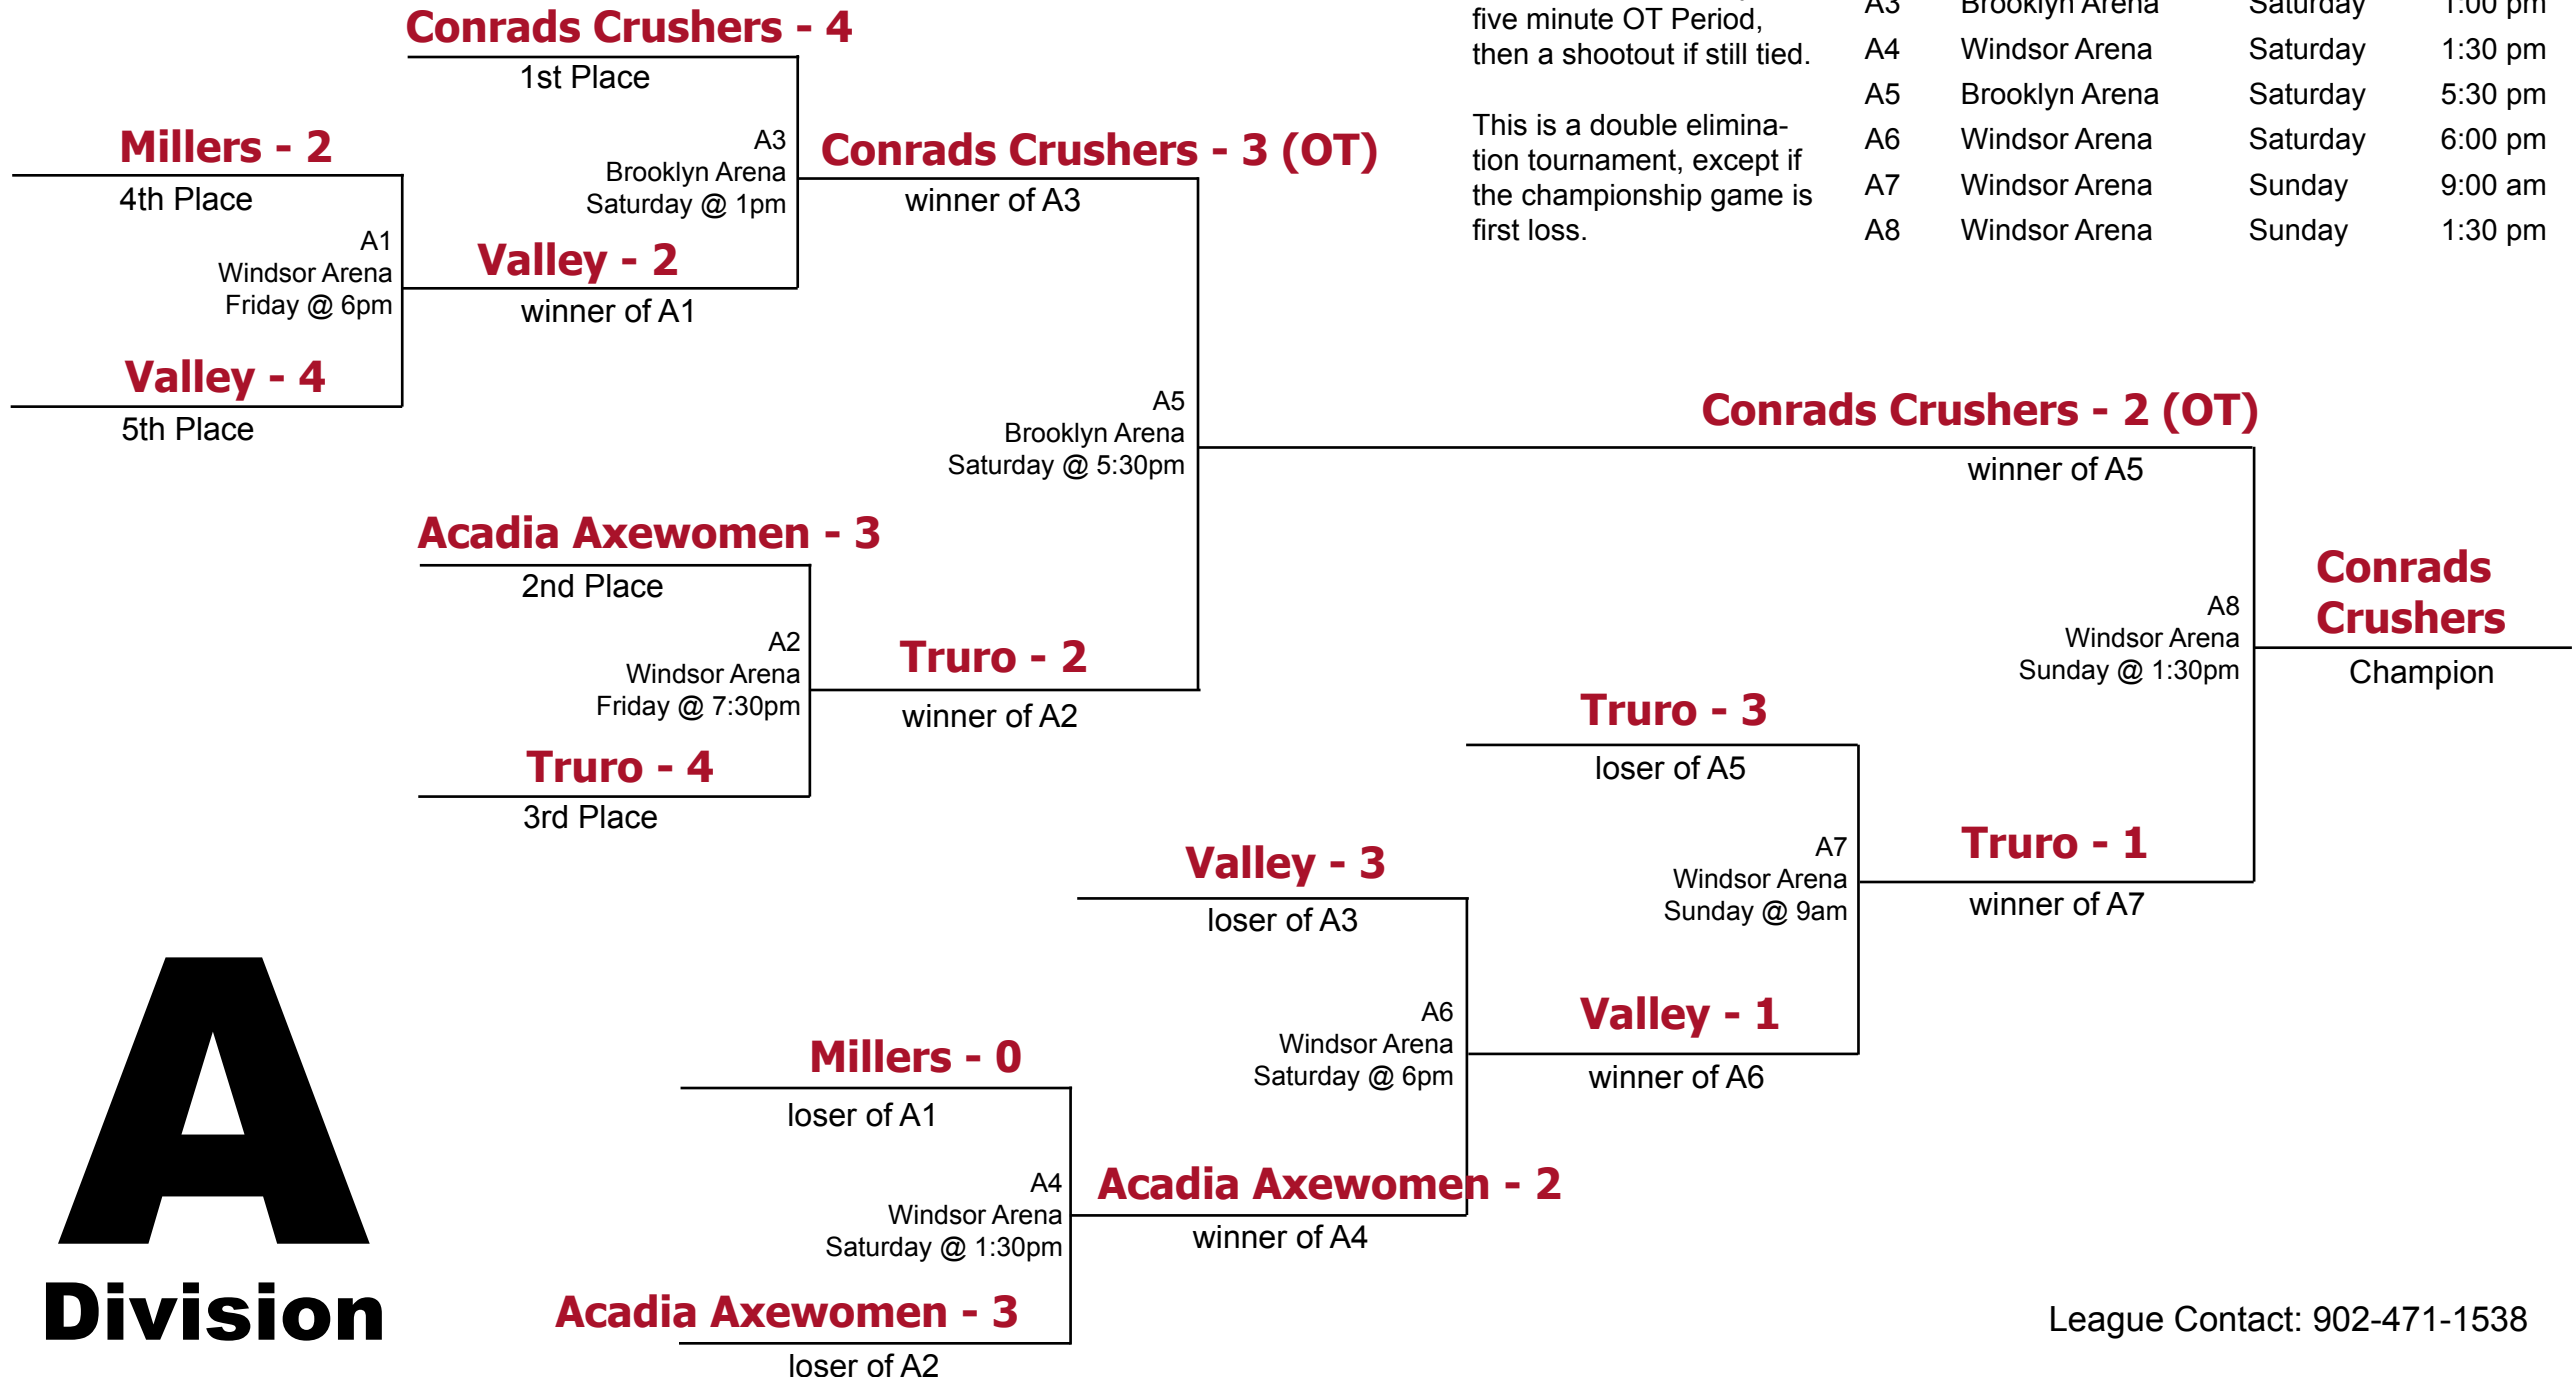 Conrads Crushers - 4
1st Place
Millers - 2
4th Place
A1
Windsor Arena
Friday @ 6pm
Valley - 4
5th Place
A3
Brooklyn Arena
Saturday @ 1pm
Valley - 2
winner of A1
Conrads Crushers - 3 (OT)
winner of A3
five minute OT Period,
then a shootout if still tied.
This is a double elimina-
tion tournament, except if
the championship game is
first loss.
A3 Brooklyn Arena Saturday 1:00 pm
A4 Windsor Arena Saturday 1:30 pm
A5 Brooklyn Arena Saturday 5:30 pm
A6 Windsor Arena Saturday 6:00 pm
A7 Windsor Arena Sunday 9:00 am
A8 Windsor Arena Sunday 1:30 pm
A5
Brooklyn Arena
Saturday @ 5:30pm
Conrads Crushers - 2 (OT)
winner of A5
Acadia Axewomen - 3
2nd Place
A2
Windsor Arena
Friday @ 7:30pm
Truro - 4
3rd Place
Truro - 2
winner of A2
A8
Windsor Arena
Sunday @ 1:30pm
Conrads
Crushers
Champion
Truro - 3
loser of A5
A7
Windsor Arena
Sunday @ 9am
Truro - 1
winner of A7
Valley - 3
loser of A3
A6
Windsor Arena
Saturday @ 6pm
Valley - 1
winner of A6
Millers - 0
loser of A1
A4
Windsor Arena
Saturday @ 1:30pm
Acadia Axewomen - 2
winner of A4
Acadia Axewomen - 3
loser of A2
A
Division
League Contact: 902-471-1538